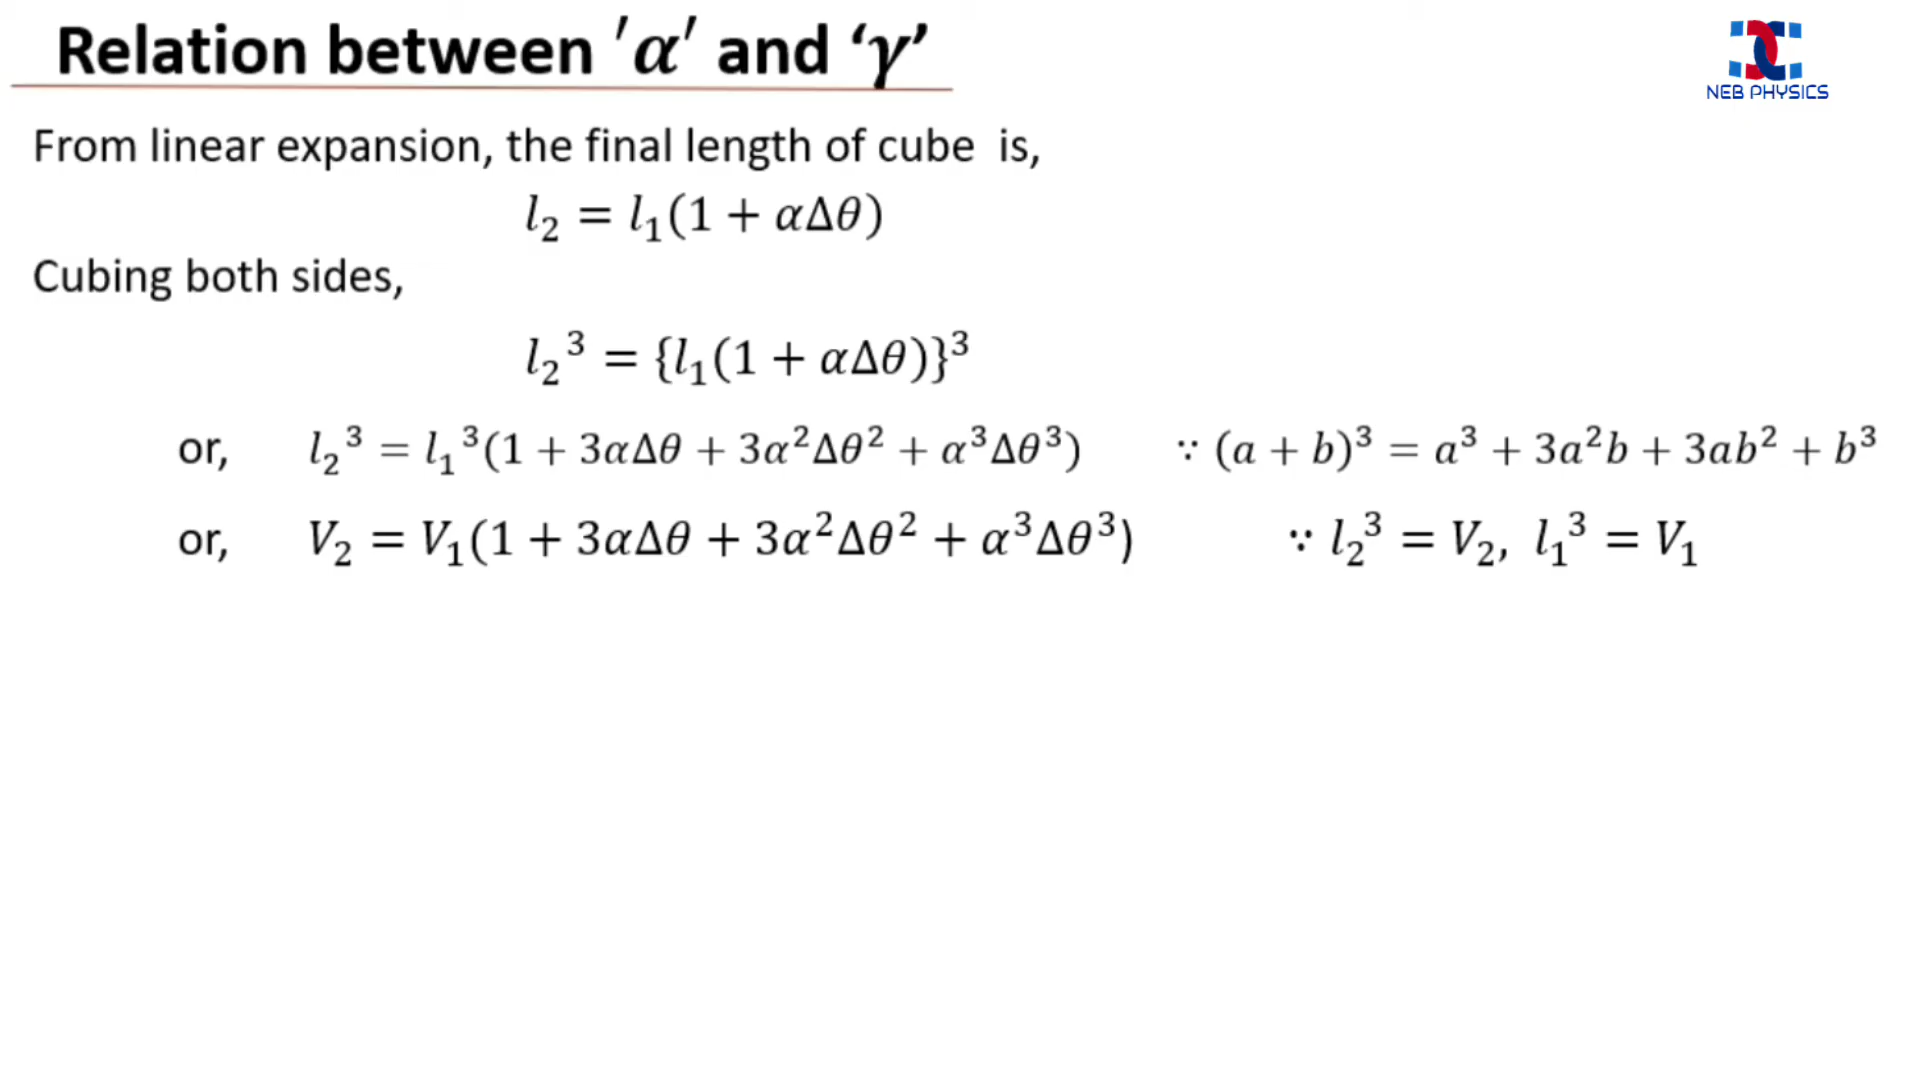 Relation between ′α′ and ‘γ’
NEB PHYSICS
From linear expansion, the final length of cube is,
l₂ = l₁(1 + αΔθ)
Cubing both sides,
l₂³ = {l₁(1 + αΔθ)}³
or, l₂³ = l₁³(1 + 3αΔθ + 3α²Δθ² + α³Δθ³) ∵ (a + b)³ = a³ + 3a²b + 3ab² + b³
or, V₂ = V₁(1 + 3αΔθ + 3α²Δθ² + α³Δθ³) ∵ l₂³ = V₂, l₁³ = V₁